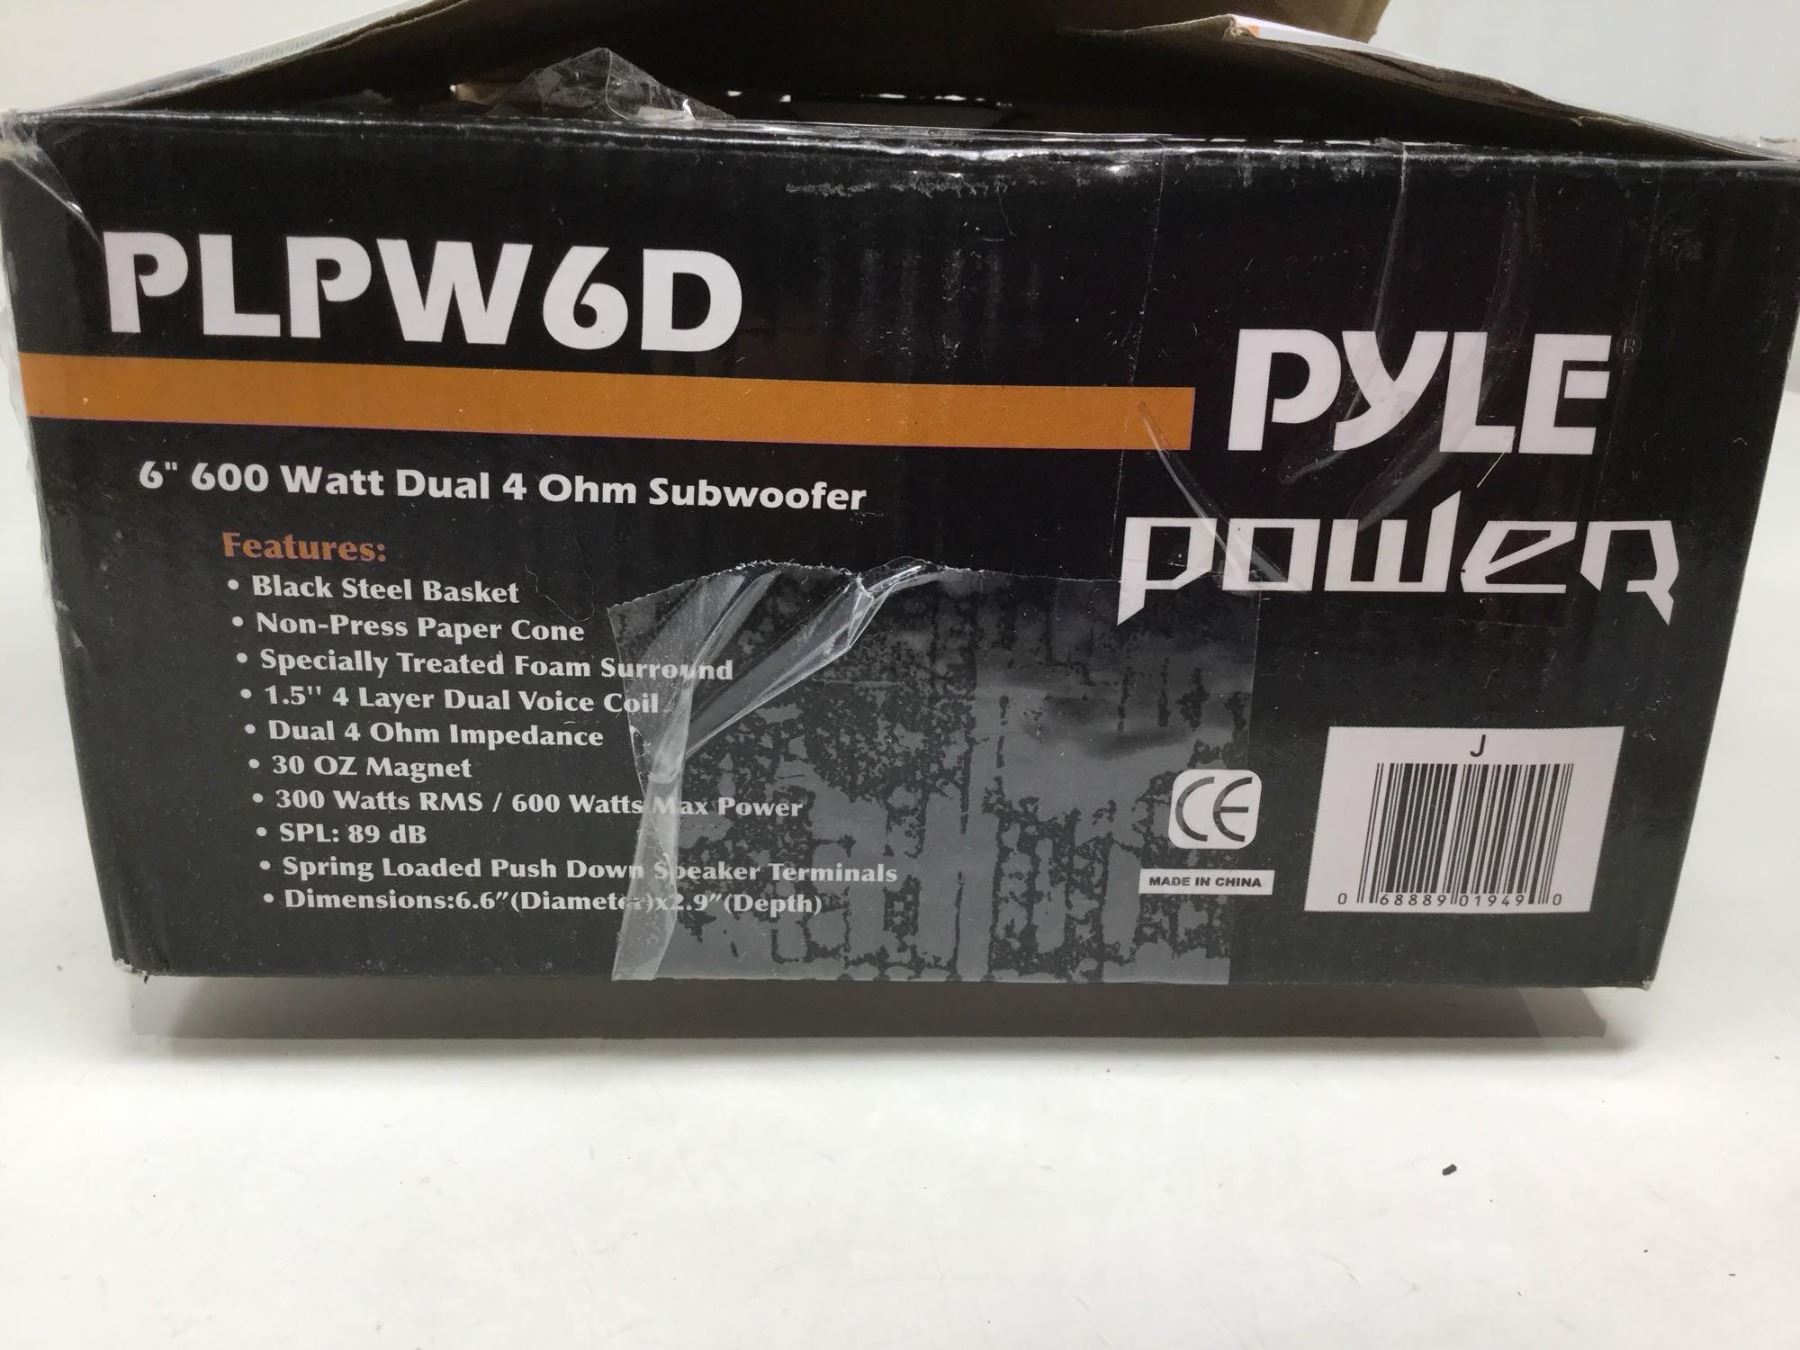 PLPW6D
PYLE®
POWER
6" 600 Watt Dual 4 Ohm Subwoofer
Features:
• Black Steel Basket
• Non-Press Paper Cone
• Specially Treated Foam Surround
• 1.5'' 4 Layer Dual Voice Coil
• Dual 4 Ohm Impedance
• 30 OZ Magnet
• 300 Watts RMS / 600 Watts Max Power
• SPL: 89 dB
• Spring Loaded Push Down Speaker Terminals
• Dimensions:6.6"(Diameter)x2.9"(Depth)
CE
MADE IN CHINA
J
0 68889 01949 0